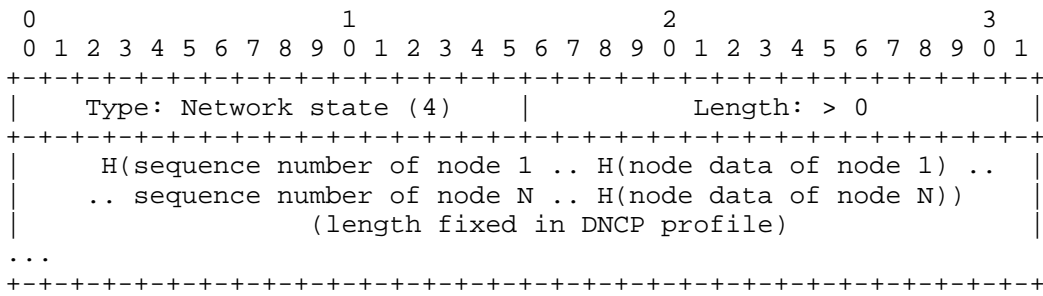 0                   1                   2                   3
 0 1 2 3 4 5 6 7 8 9 0 1 2 3 4 5 6 7 8 9 0 1 2 3 4 5 6 7 8 9 0 1
+-+-+-+-+-+-+-+-+-+-+-+-+-+-+-+-+-+-+-+-+-+-+-+-+-+-+-+-+-+-+-+-+
|    Type: Network state (4)    |          Length: > 0          |
+-+-+-+-+-+-+-+-+-+-+-+-+-+-+-+-+-+-+-+-+-+-+-+-+-+-+-+-+-+-+-+-+
|     H(sequence number of node 1 .. H(node data of node 1) ..  |
|    .. sequence number of node N .. H(node data of node N))    |
|                  (length fixed in DNCP profile)               |
...
+-+-+-+-+-+-+-+-+-+-+-+-+-+-+-+-+-+-+-+-+-+-+-+-+-+-+-+-+-+-+-+-+